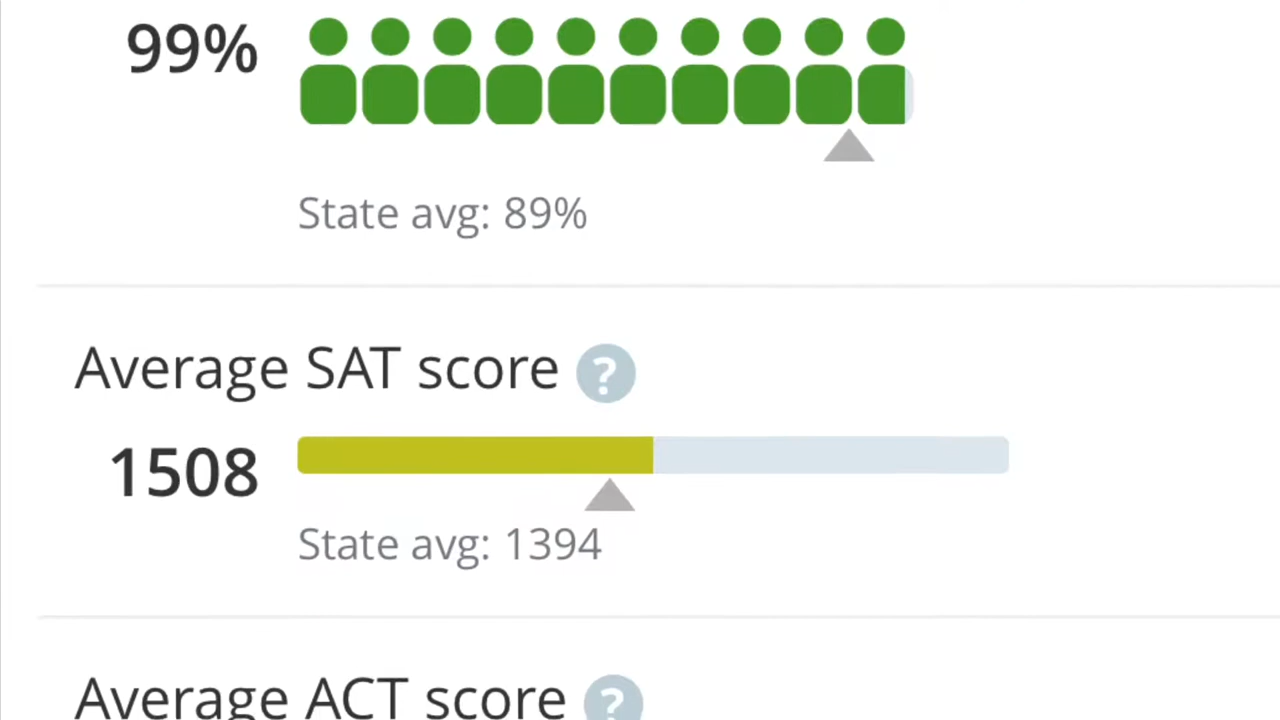 99%
State avg: 89%
Average SAT score ?
1508
State avg: 1394
Average ACT score ?